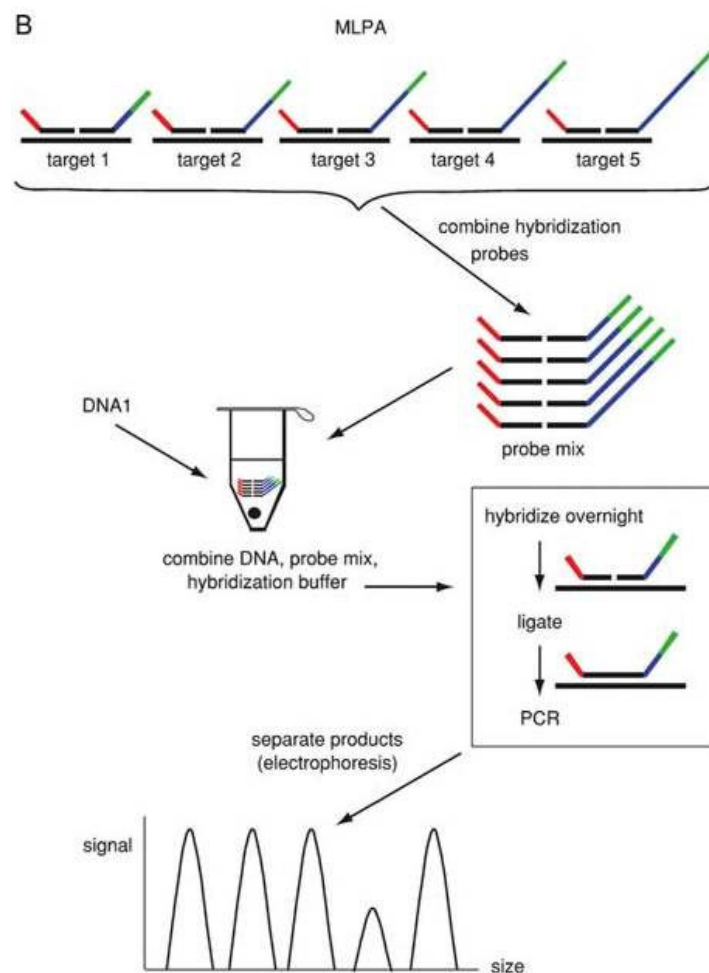 B
MLPA
target 1
target 2
target 3
target 4
target 5
combine hybridization
probes
probe mix
DNA1
combine DNA, probe mix,
hybridization buffer
hybridize overnight
ligate
PCR
separate products
(electrophoresis)
signal
size